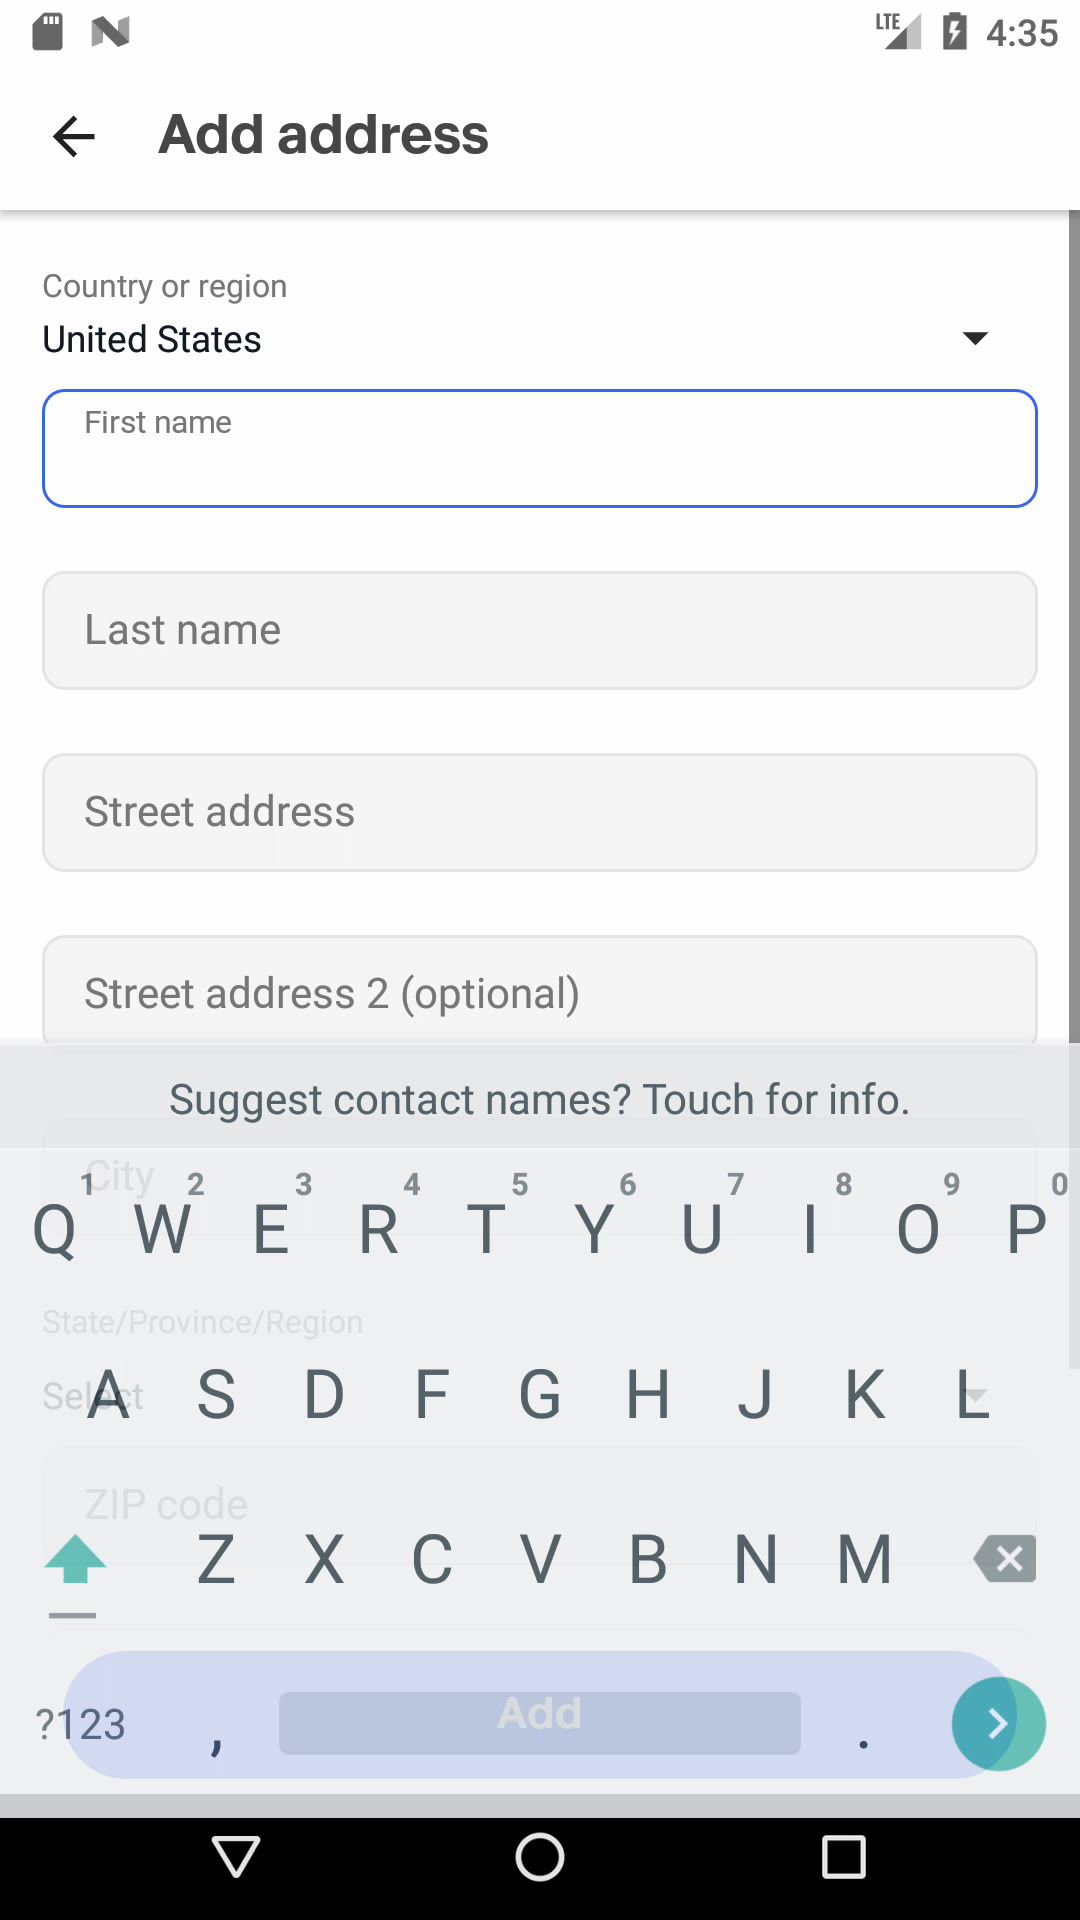 LTE 4:35
Add address
Country or region
United States
First name
Last name
Street address
Street address 2 (optional)
Suggest contact names? Touch for info.
City
1 2 3 4 5 6 7 8 9 0
Q W E R T Y U I O P
State/Province/Region
Select
A S D F G H J K L
ZIP code
Z X C V B N M
Add
?123 , .